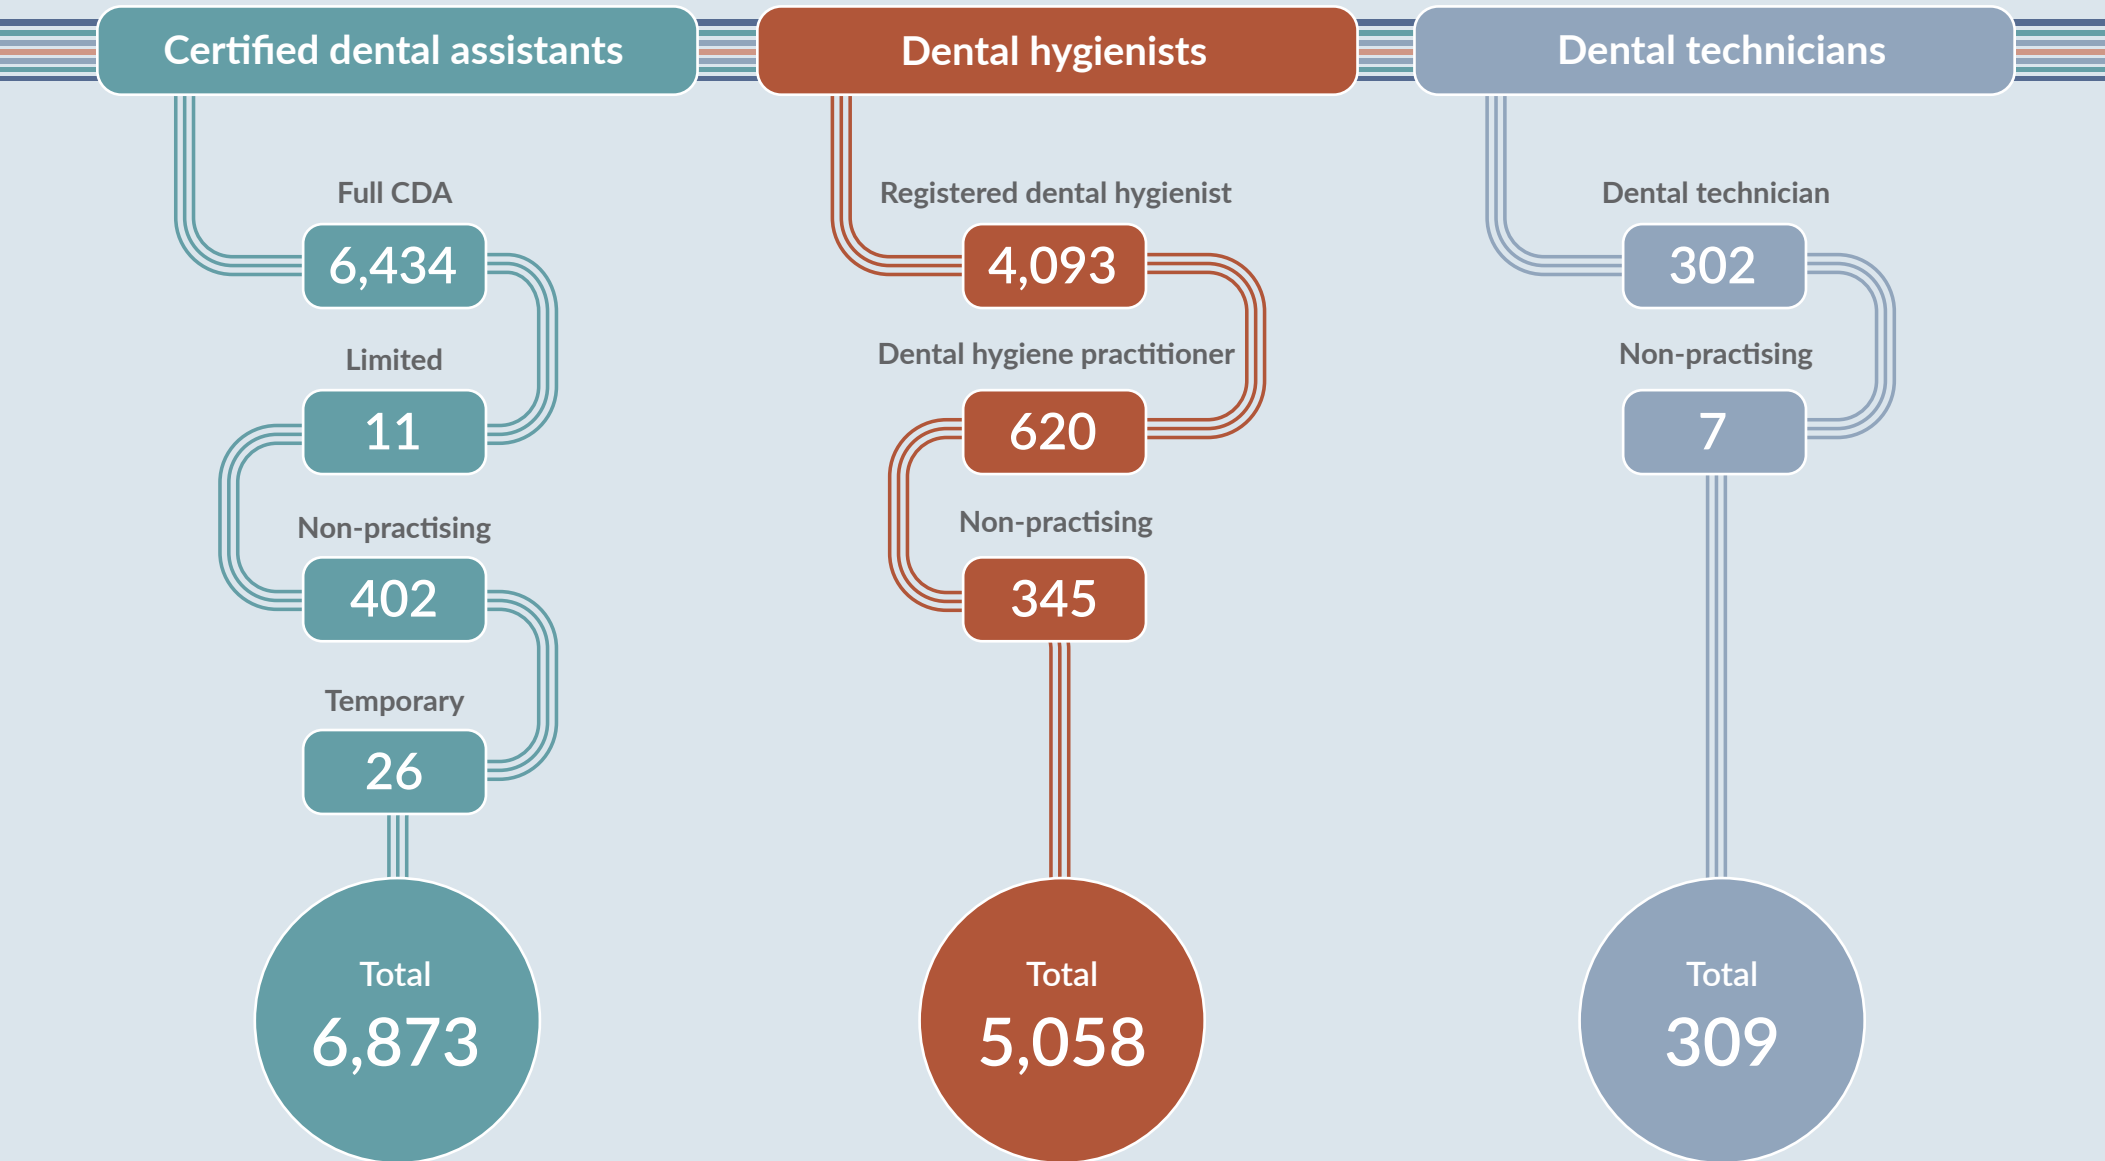 Certified dental assistants
Full CDA
6,434
Limited
11
Non-practising
402
Temporary
26
Total
6,873
Dental hygienists
Registered dental hygienist
4,093
Dental hygiene practitioner
620
Non-practising
345
Total
5,058
Dental technicians
Dental technician
302
Non-practising
7
Total
309